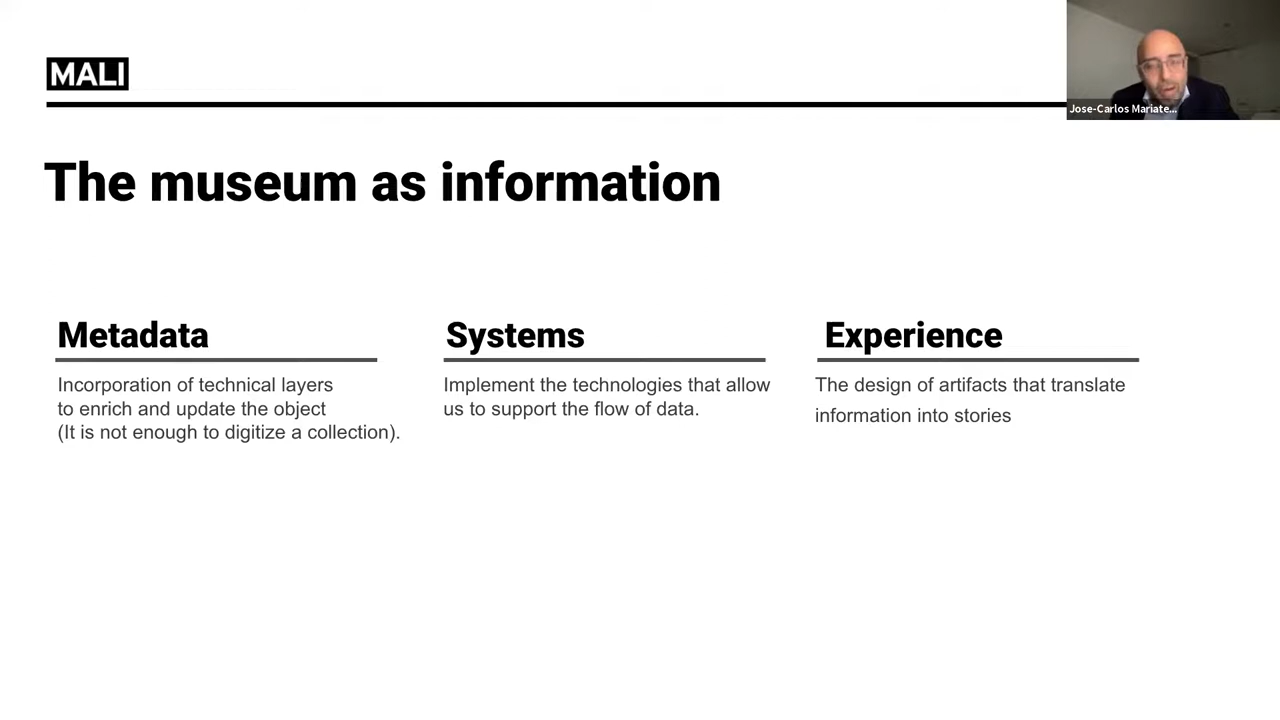 MALI
Jose-Carlos Mariate...
The museum as information
Metadata
Incorporation of technical layers
to enrich and update the object
(It is not enough to digitize a collection).
Systems
Implement the technologies that allow
us to support the flow of data.
Experience
The design of artifacts that translate
information into stories